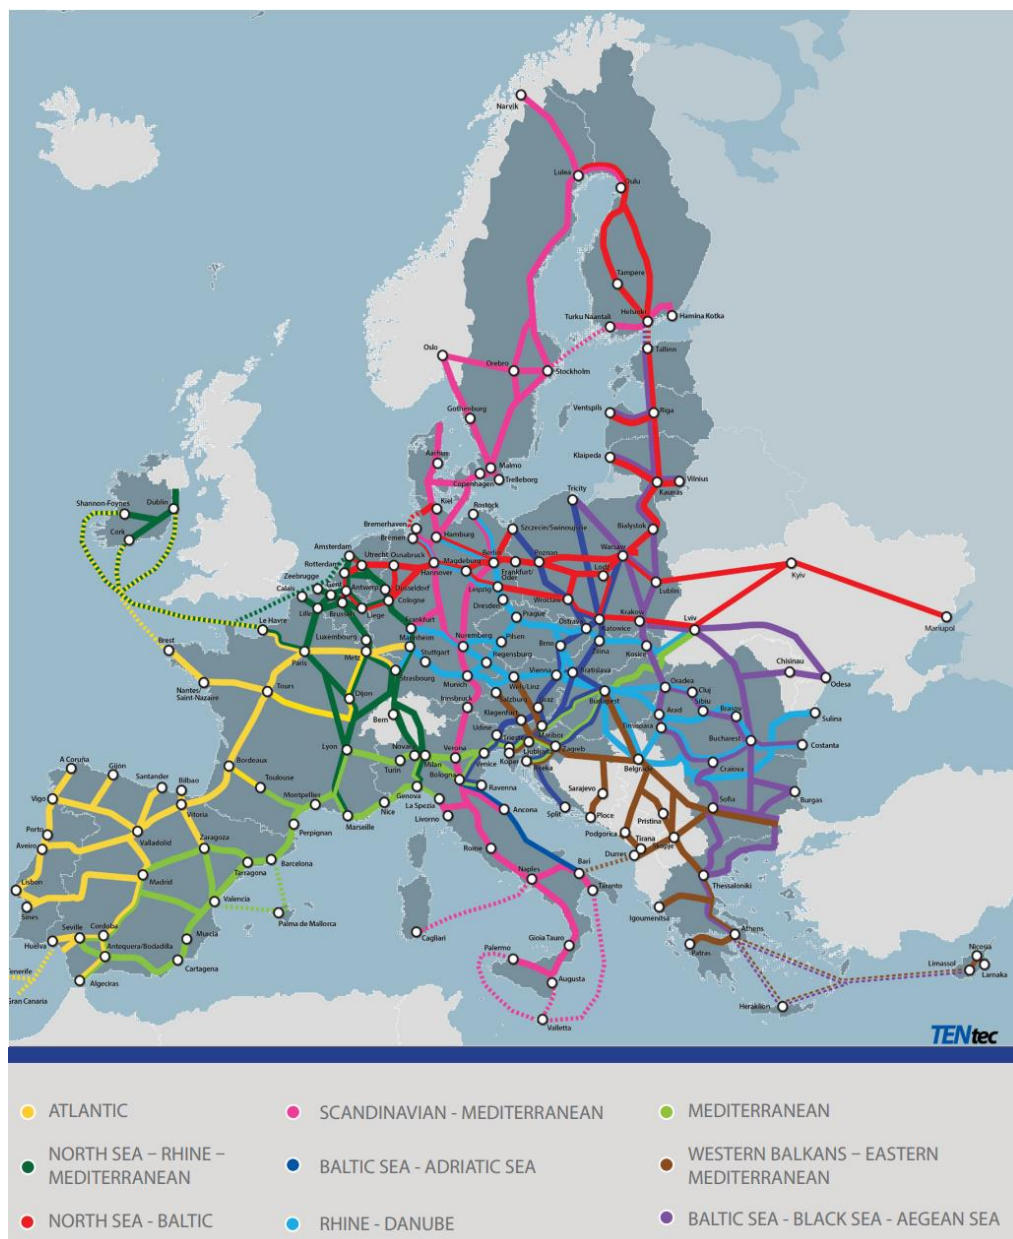 Narvik
Lulea
Oulu
Tampere
Helsinki
Turku Naantali
Hamina Kotka
Tallinn
Oslo
Orebro
Stockholm
Ventspils
Riga
Gothenburg
Klaipeda
Vilnius
Kaunas
Aarhus
Malmo
Copenhagen
Trelleborg
Tricity
Shannon-Foynes
Dublin
Cork
Kiel
Rostock
Bremerhaven
Bremen
Hamburg
Szczecin/Swinoujscie
Bialystok
Amsterdam
Utrecht
Osnabruck
Rotterdam
Hannover
Magdeburg
Berlin
Frankfurt/
Oder
Poznan
Warsaw
Lodz
Kyiv
Zeebrugge
Calais
Gent
Antwerp
Dusseldorf
Cologne
Leipzig
Dresden
Wroclaw
Lublin
Mariupol
Lille
Brussels
Liege
Frankfurt
Prague
Ostrava
Katowice
Krakow
Lviv
Le Havre
Luxembourg
Mannheim
Nuremberg
Pilsen
Brno
Zilina
Kosice
Brest
Paris
Metz
Stuttgart
Regensburg
Strasbourg
Munich
Wels/Linz
Vienna
Bratislava
Chisinau
Odesa
Nantes/
Saint-Nazaire
Tours
Dijon
Bern
Innsbruck
Salzburg
Graz
Budapest
Oradea
Cluj
Sibiu
Brasov
Arad
Timisoara
Sulina
Klagenfurt
Udine
Maribor
Trieste
Ljubljana
Zagreb
Koper
Rijeka
Bucharest
Costanta
Lyon
Novara
Milan
Verona
Turin
Venice
Bologna
Belgrade
Craiova
Bordeaux
A Coruña
Gijón
Santander
Bilbao
Toulouse
Montpellier
Genova
La Spezia
Ravenna
Sarajevo
Vigo
Vitoria
Marseille
Nice
Livorno
Ancona
Split
Ploce
Pristina
Sofia
Burgas
Porto
Valladolid
Zaragoza
Perpignan
Podgorica
Tirana
Skopje
Aveiro
Barcelona
Rome
Bari
Durres
Madrid
Tarragona
Naples
Taranto
Thessaloniki
Lisbon
Sines
Valencia
Palma de Mallorca
Igoumenitsa
Seville
Cordoba
Cagliari
Athens
Huelva
Murcia
Gioia Tauro
Patras
Antequera/Bodadilla
Palermo
Nicosia
Limassol
Larnaka
Tenerife
Cartagena
Algeciras
Augusta
Gran Canaria
Heraklion
Valletta
TENtec
ATLANTIC
SCANDINAVIAN - MEDITERRANEAN
MEDITERRANEAN
NORTH SEA – RHINE –
MEDITERRANEAN
BALTIC SEA - ADRIATIC SEA
WESTERN BALKANS – EASTERN
MEDITERRANEAN
NORTH SEA - BALTIC
RHINE - DANUBE
BALTIC SEA - BLACK SEA - AEGEAN SEA